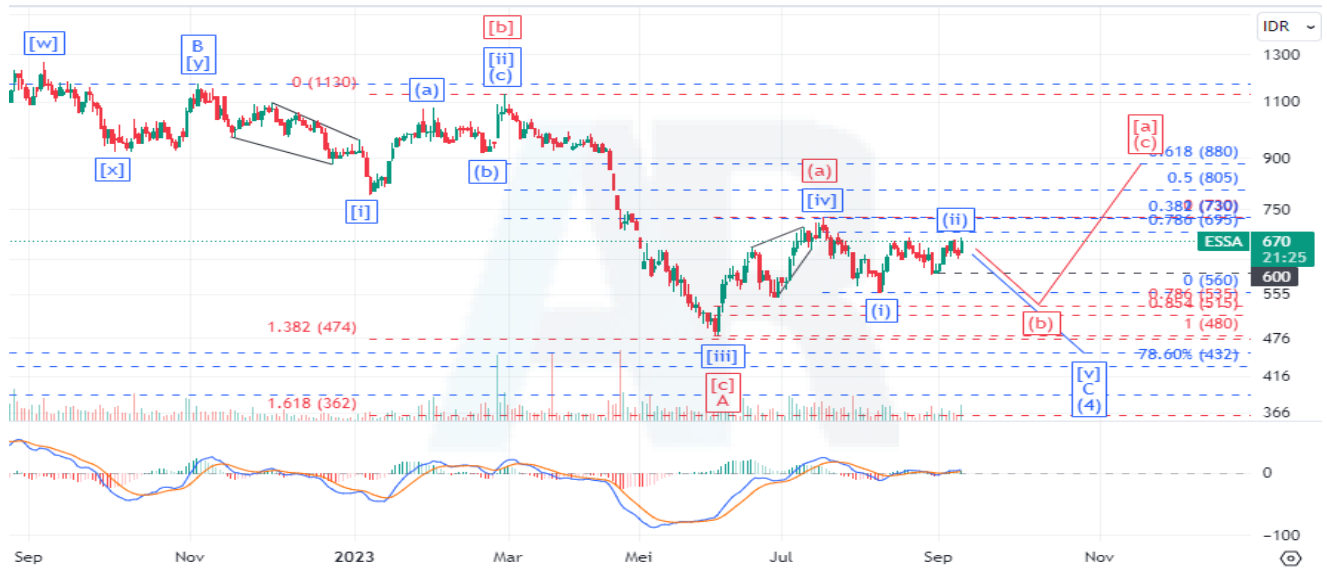 [b]
IDR
[w]
B
[y]
[ii]
(c)
1300
0 (1130)
(a)
1100
[a]
(c)
[x]
(b)
0.618 (880)
900
(a)
0.5 (805)
[i]
[iv]
(ii)
0.382 (730)
750
0.786 (695)
ESSA
670
21:25
600
0 (560)
0.786 (535)
555
0.854 (515)
(i)
(b)
1 (480)
1.382 (474)
476
[iii]
78.60% (432)
[v]
C
(4)
416
[c]
A
1.618 (362)
366
AR
0
−100
Sep
Nov
2023
Mar
Mei
Jul
Sep
Nov